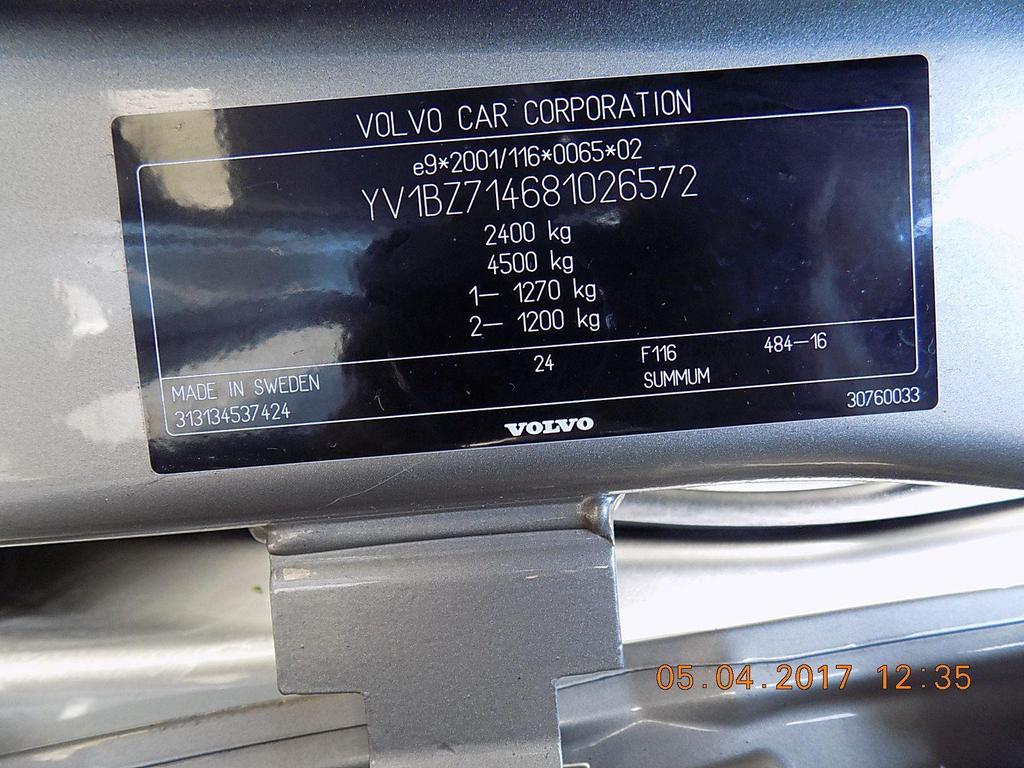 VOLVO CAR CORPORATION
e9*2001/116*0065*02
YV1BZ714681026572
2400 kg
4500 kg
1– 1270 kg
2– 1200 kg
24 F116 484–16
SUMMUM
MADE IN SWEDEN
313134537424
30760033
VOLVO
05.04.2017 12:35